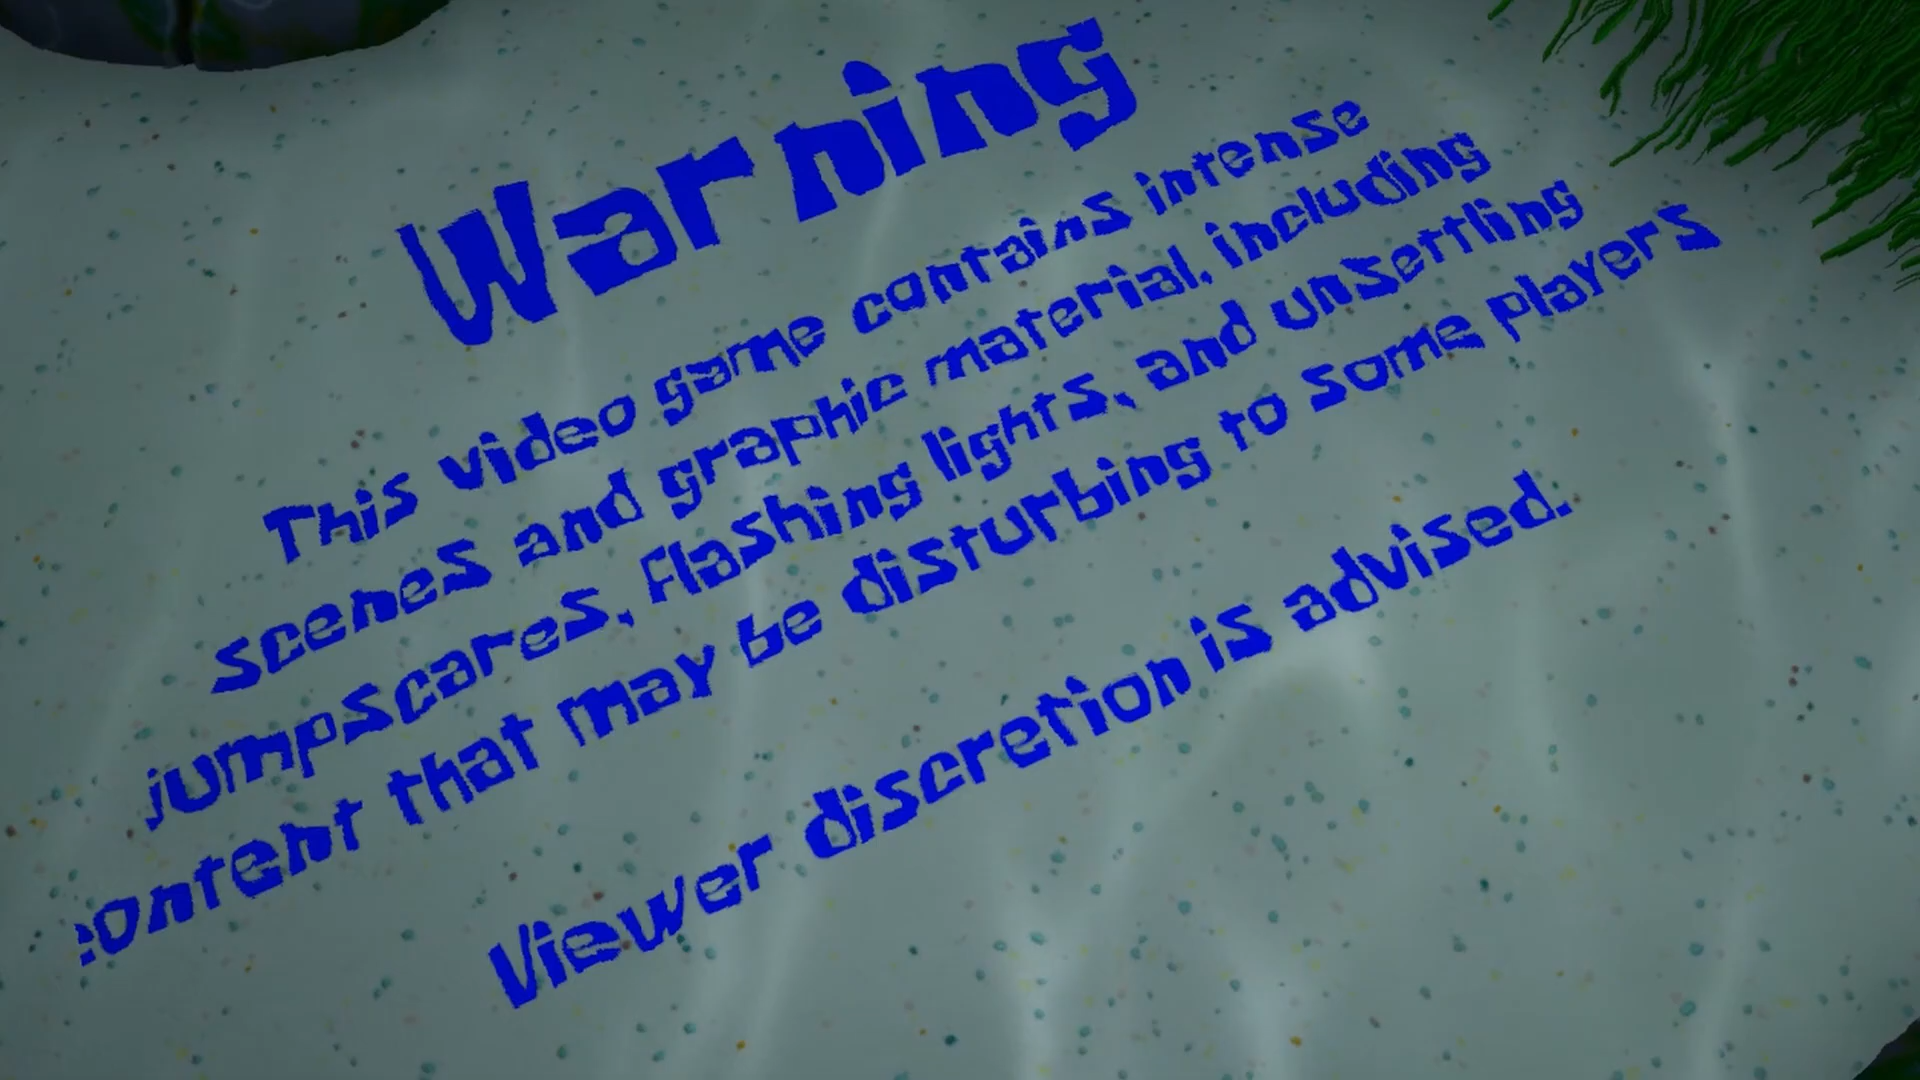 Warning
This video game contains intense
scenes and graphic material, including
jumpscares, flashing lights, and unsettling
content that may be disturbing to some players
Viewer discretion is advised.